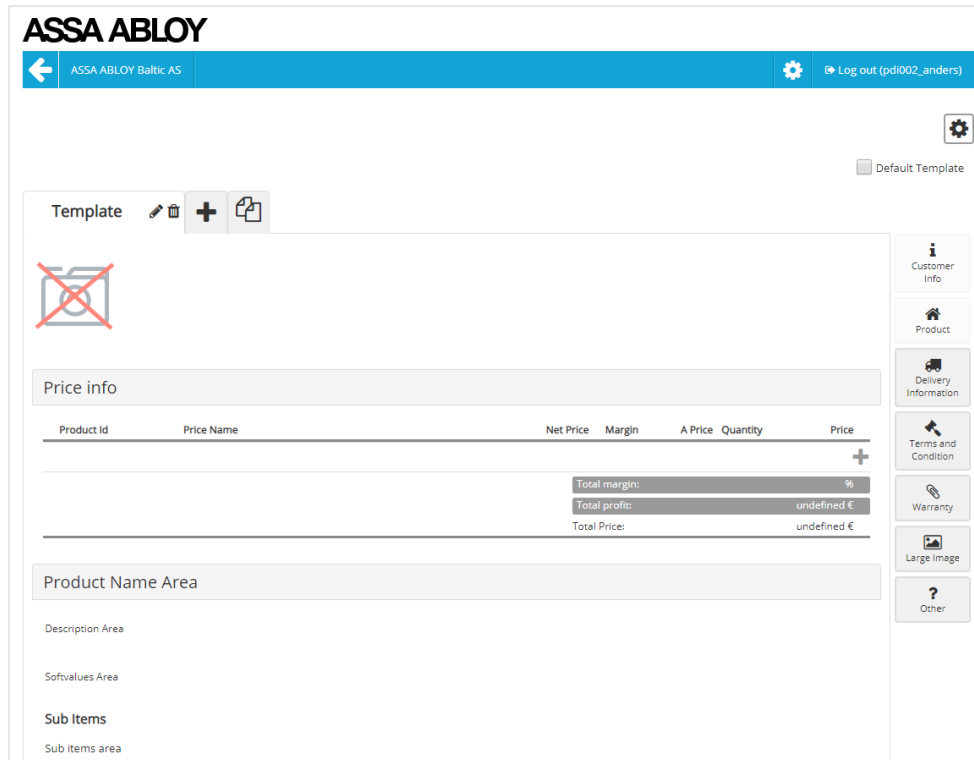 ASSA ABLOY
ASSA ABLOY Baltic AS
Log out (pdi002_anders)
Default Template
Template
Customer
Info
Product
Delivery
Information
Terms and
Condition
Warranty
Large Image
Other
Price info
Product Id Price Name Net Price Margin A Price Quantity Price
Total margin: %
Total profit: undefined €
Total Price: undefined €
Product Name Area
Description Area
Softvalues Area
Sub Items
Sub items area